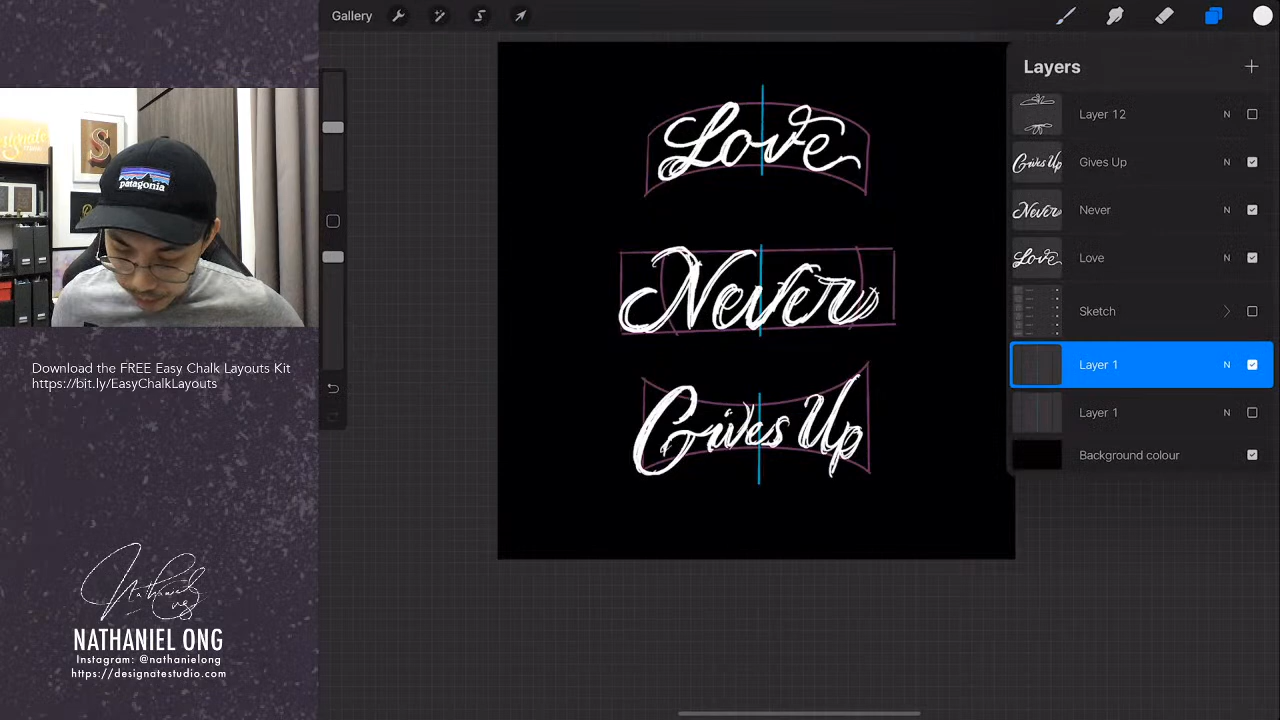 Gallery
Layers
Layer 12 N
Gives Up N
Never N
Love N
Sketch
Layer 1 N
Layer 1 N
Background colour
Love
Never
Gives Up
patagonia
S
Download the FREE Easy Chalk Layouts Kit
https://bit.ly/EasyChalkLayouts
NATHANIEL ONG
Instagram: @nathanielong
https://designatestudio.com